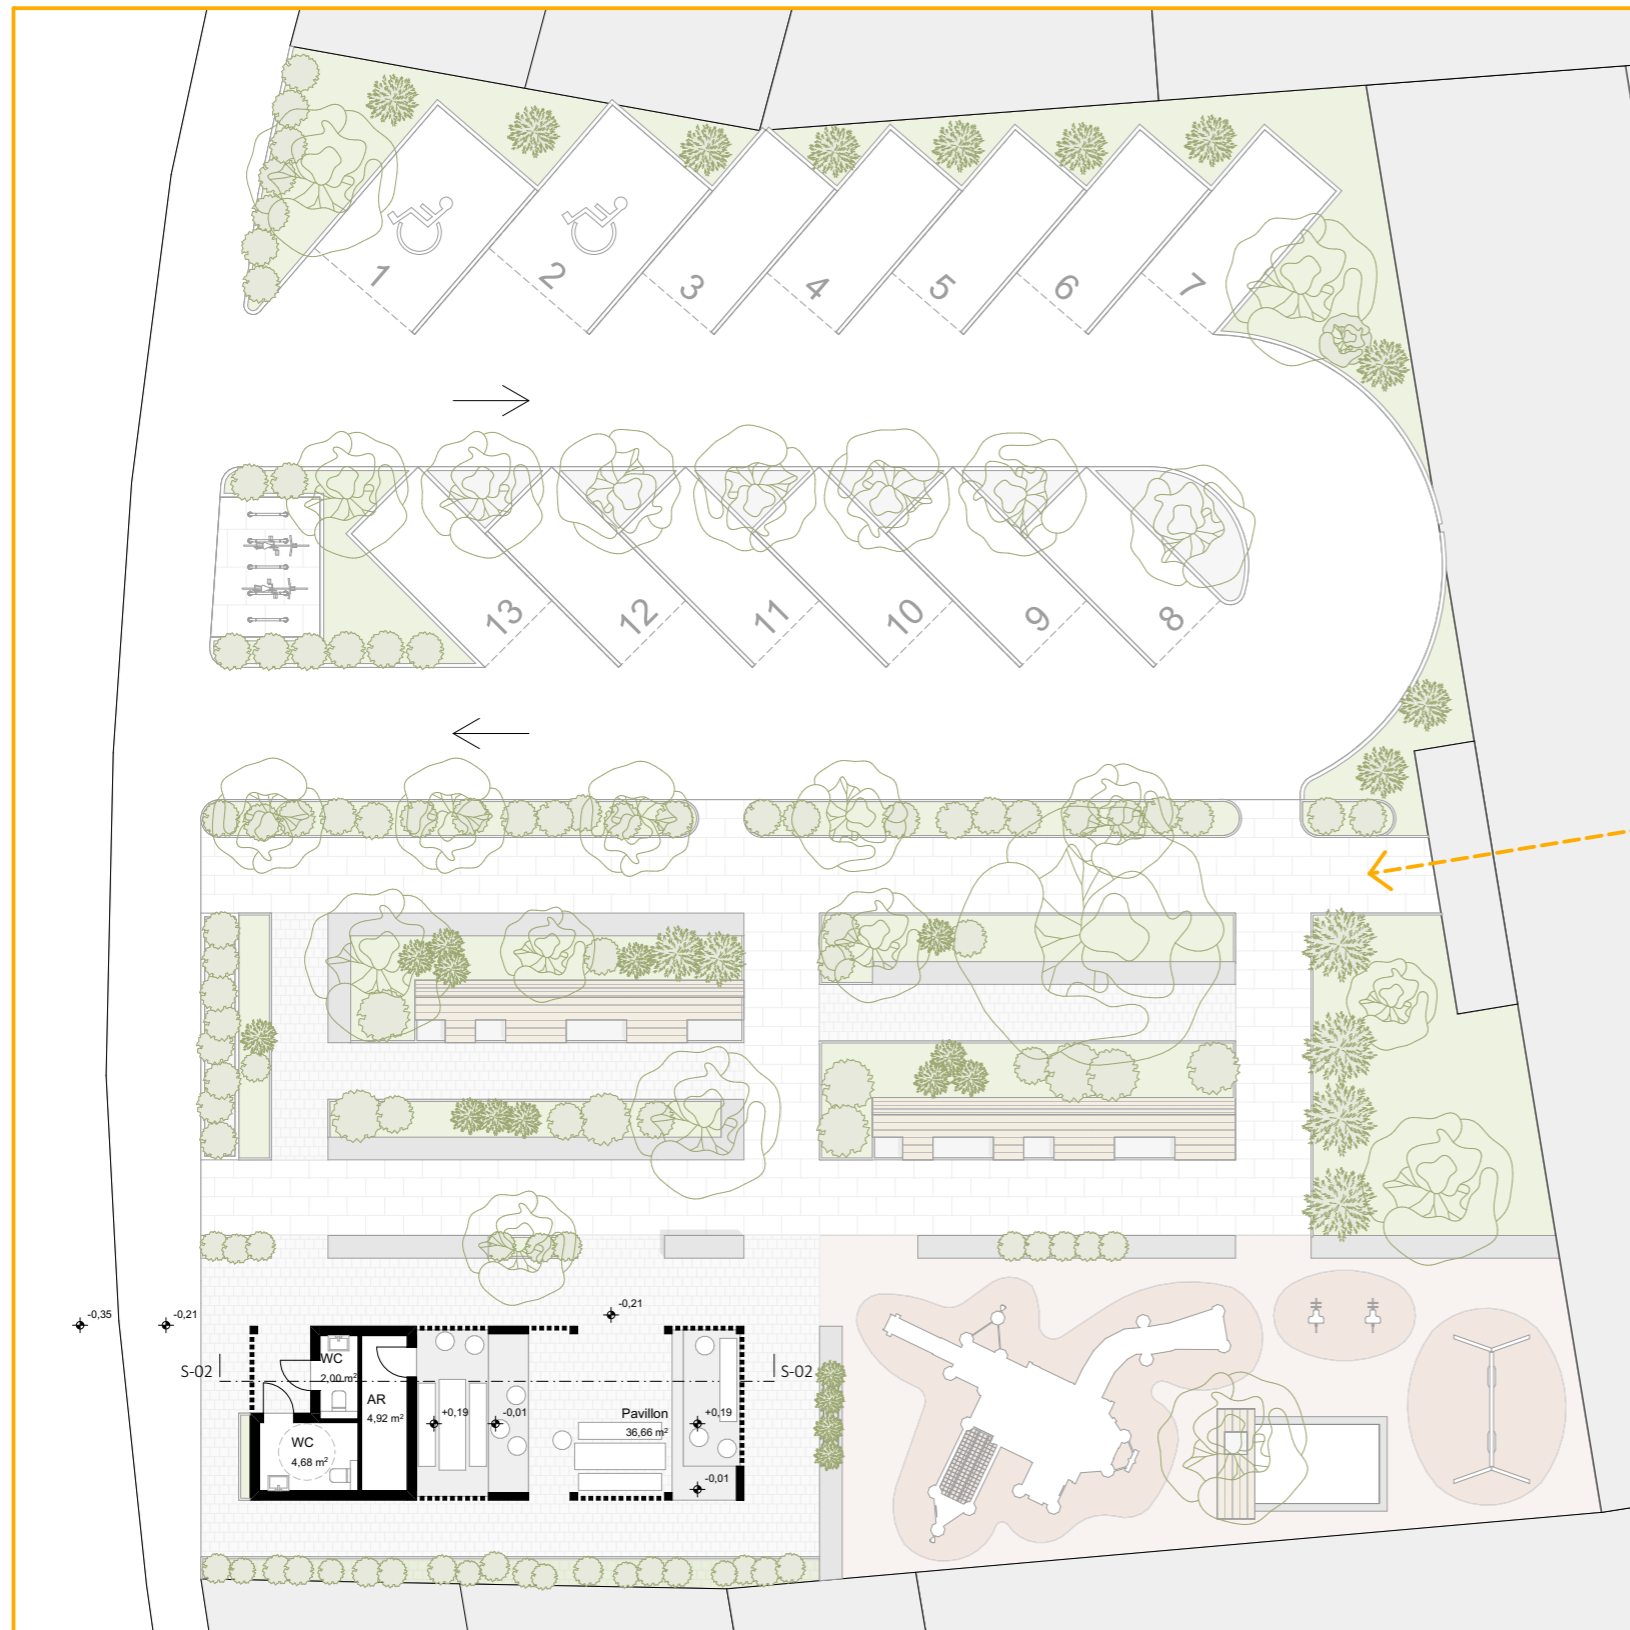 1
2
3
4
5
6
7
13
12
11
10
9
8
-0,35
-0,21
-0,21
S-02
S-02
WC
2,00 m²
AR
4,92 m²
+0,19
-0,01
Pavillon
36,66 m²
+0,19
WC
4,68 m²
-0,01